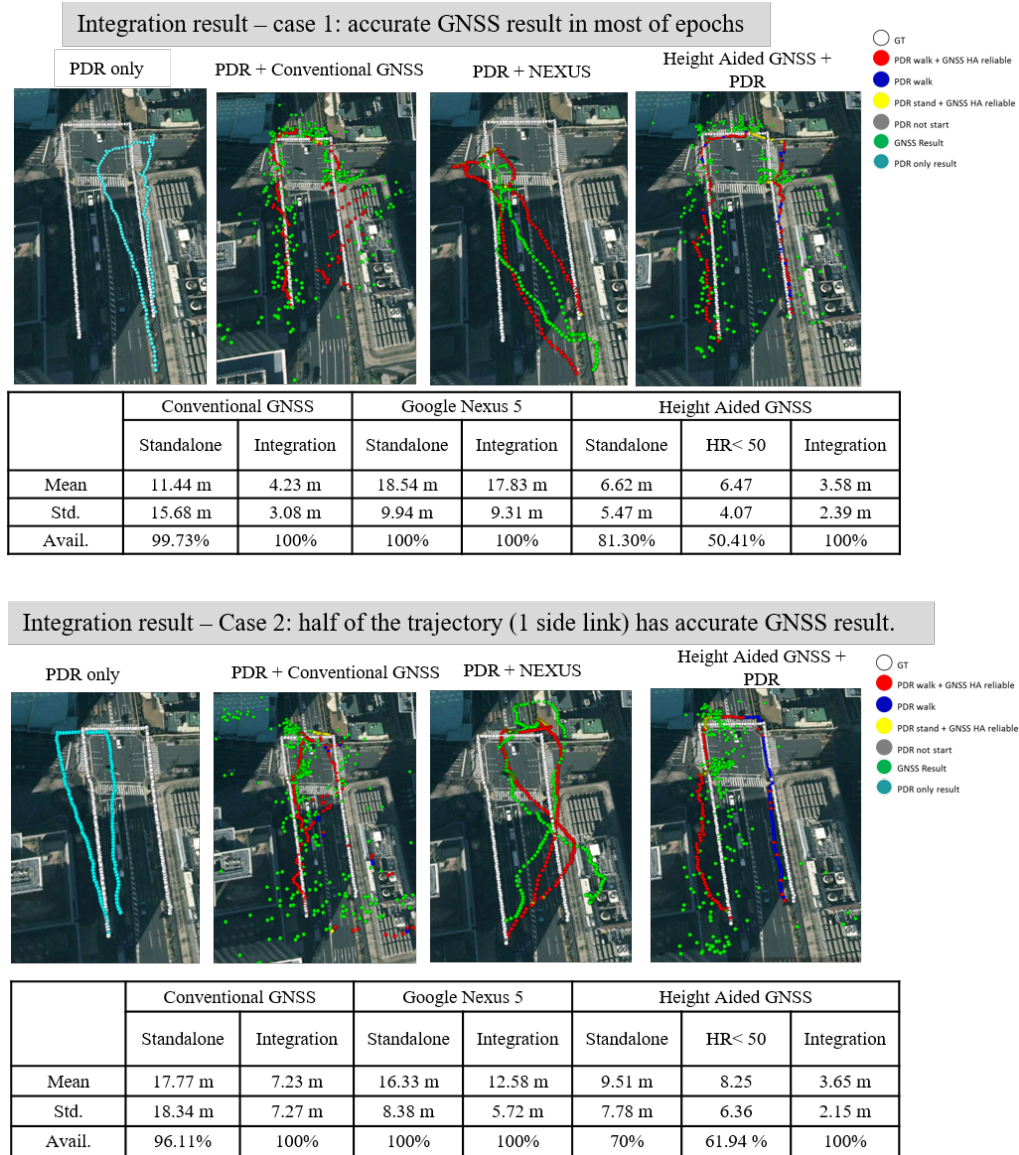 Integration result – case 1: accurate GNSS result in most of epochs
PDR only
PDR + Conventional GNSS
PDR + NEXUS
Height Aided GNSS +
PDR
GT
PDR walk + GNSS HA reliable
PDR walk
PDR stand + GNSS HA reliable
PDR not start
GNSS Result
PDR only result
Conventional GNSS Google Nexus 5 Height Aided GNSS
Standalone Integration Standalone Integration Standalone HR< 50 Integration
Mean 11.44 m 4.23 m 18.54 m 17.83 m 6.62 m 6.47 3.58 m
Std. 15.68 m 3.08 m 9.94 m 9.31 m 5.47 m 4.07 2.39 m
Avail. 99.73% 100% 100% 100% 81.30% 50.41% 100%
Integration result – Case 2: half of the trajectory (1 side link) has accurate GNSS result.
PDR only
PDR + Conventional GNSS
PDR + NEXUS
Height Aided GNSS +
PDR
GT
PDR walk + GNSS HA reliable
PDR walk
PDR stand + GNSS HA reliable
PDR not start
GNSS Result
PDR only result
Conventional GNSS Google Nexus 5 Height Aided GNSS
Standalone Integration Standalone Integration Standalone HR< 50 Integration
Mean 17.77 m 7.23 m 16.33 m 12.58 m 9.51 m 8.25 3.65 m
Std. 18.34 m 7.27 m 8.38 m 5.72 m 7.78 m 6.36 2.15 m
Avail. 96.11% 100% 100% 100% 70% 61.94 % 100%